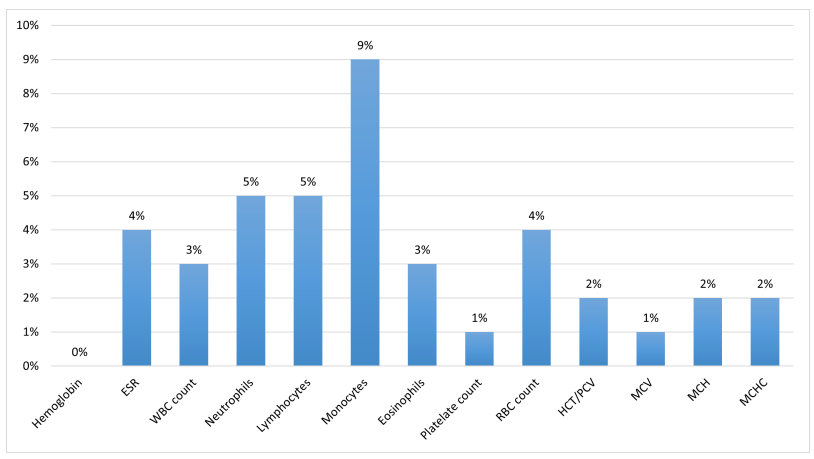 10%
9%
8%
7%
6%
5%
4%
3%
2%
1%
0%
0%
4%
3%
5%
5%
9%
3%
1%
4%
2%
1%
2%
2%
Hemoglobin
ESR
WBC count
Neutrophils
Lymphocytes
Monocytes
Eosinophils
Platelate count
RBC count
HCT/PCV
MCV
MCH
MCHC